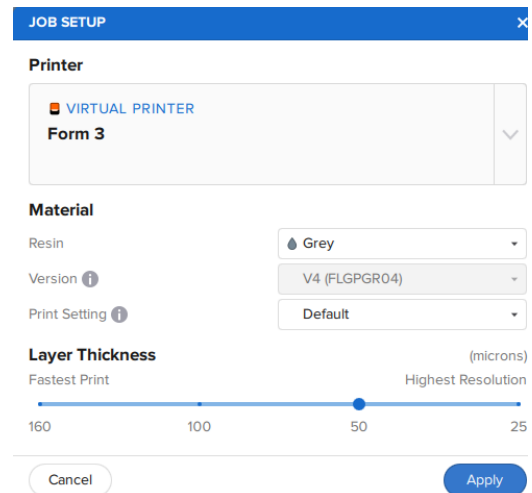 JOB SETUP
Printer
VIRTUAL PRINTER
Form 3
Material
Resin Grey
Version V4 (FLGPGR04)
Print Setting Default
Layer Thickness (microns)
Fastest Print Highest Resolution
160 100 50 25
Cancel Apply